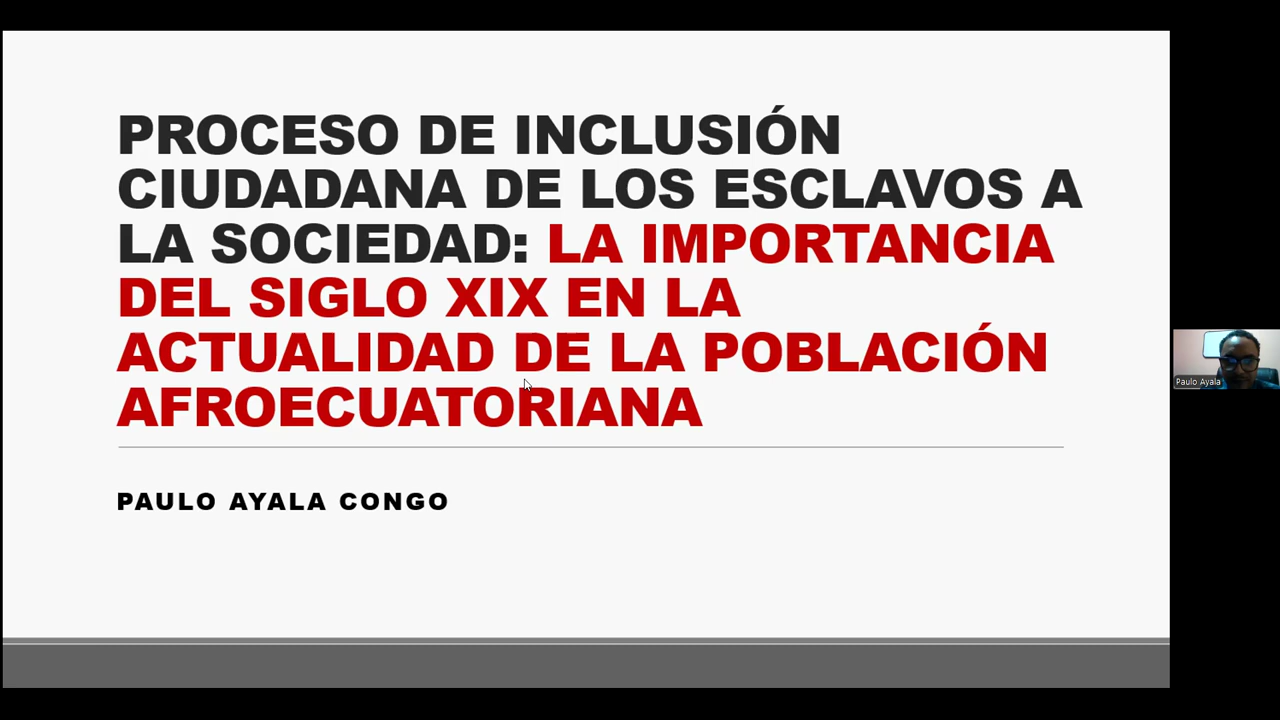 PROCESO DE INCLUSIÓN
CIUDADANA DE LOS ESCLAVOS A
LA SOCIEDAD: LA IMPORTANCIA
DEL SIGLO XIX EN LA
ACTUALIDAD DE LA POBLACIÓN
AFROECUATORIANA
PAULO AYALA CONGO
Paulo Ayala